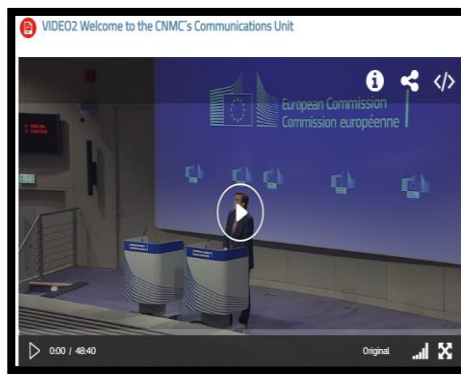 VIDEO2 Welcome to the CNMC´s Communications Unit
European Commission
Commission européenne
0:00 / 48:40
Original